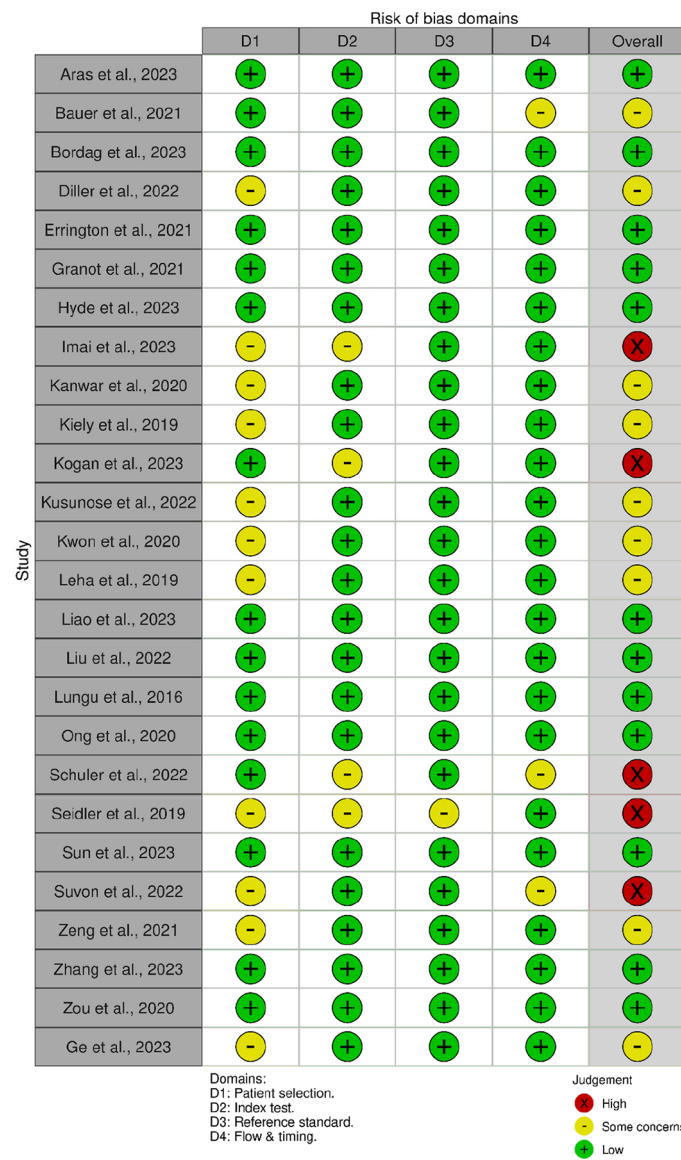 Risk of bias domains
D1 D2 D3 D4 Overall
Study
Aras et al., 2023 + + + + +
Bauer et al., 2021 + + + - -
Bordag et al., 2023 + + + + +
Diller et al., 2022 - + + + -
Errington et al., 2021 + + + + +
Granot et al., 2021 + + + + +
Hyde et al., 2023 + + + + +
Imai et al., 2023 - - + + X
Kanwar et al., 2020 - + + + -
Kiely et al., 2019 - + + + -
Kogan et al., 2023 + - + + X
Kusunose et al., 2022 - + + + -
Kwon et al., 2020 - + + + -
Leha et al., 2019 - + + + -
Liao et al., 2023 + + + + +
Liu et al., 2022 + + + + +
Lungu et al., 2016 + + + + +
Ong et al., 2020 + + + + +
Schuler et al., 2022 + - + - X
Seidler et al., 2019 - - - + X
Sun et al., 2023 + + + + +
Suvon et al., 2022 - + + - X
Zeng et al., 2021 - + + + -
Zhang et al., 2023 + + + + +
Zou et al., 2020 + + + + +
Ge et al., 2023 - + + + -
Domains:
D1: Patient selection.
D2: Index test.
D3: Reference standard.
D4: Flow & timing.
Judgement
X High
- Some concerns
+ Low